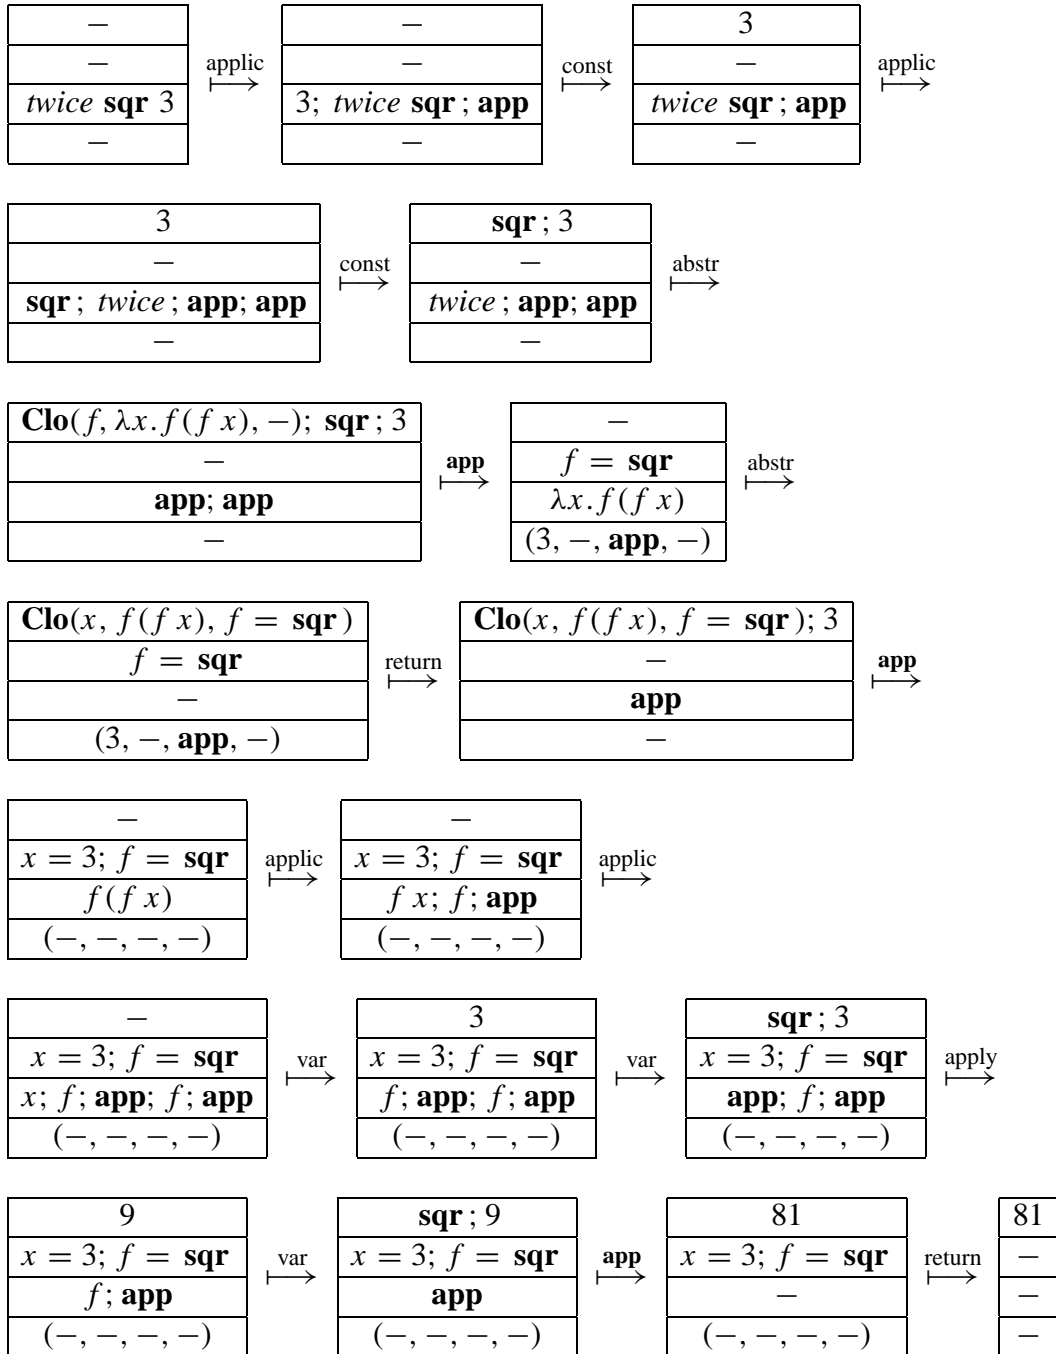 − − 3
− applic ⟼ − const ⟼ − applic ⟼
twice sqr 3 3; twice sqr ; app twice sqr ; app
− − −
3 sqr ; 3
− const ⟼ − abstr ⟼
sqr ; twice ; app; app twice ; app; app
− −
Clo(f, λx.f(f x), −); sqr ; 3 −
− app ⟼ f = sqr abstr ⟼
app; app λx.f(f x)
− (3, −, app, −)
Clo(x, f(f x), f = sqr) Clo(x, f(f x), f = sqr); 3
f = sqr return ⟼ − app ⟼
− app
(3, −, app, −) −
− −
x = 3; f = sqr applic ⟼ x = 3; f = sqr applic ⟼
f(f x) f x; f; app
(−, −, −, −) (−, −, −, −)
− 3 sqr ; 3
x = 3; f = sqr var ⟼ x = 3; f = sqr var ⟼ x = 3; f = sqr apply ⟼
x; f; app; f; app f; app; f; app app; f; app
(−, −, −, −) (−, −, −, −) (−, −, −, −)
9 sqr ; 9 81 81
x = 3; f = sqr var ⟼ x = 3; f = sqr app ⟼ x = 3; f = sqr return ⟼ −
f; app app − −
(−, −, −, −) (−, −, −, −) (−, −, −, −) −